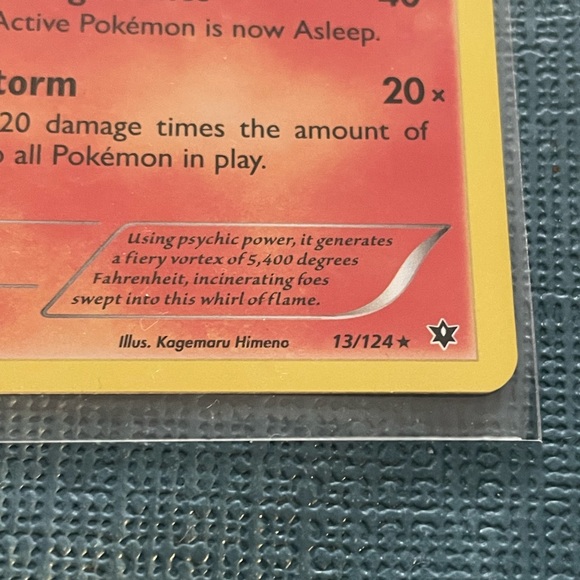 40
Active Pokémon is now Asleep.
torm 20×
20 damage times the amount of
all Pokémon in play.
Using psychic power, it generates
a fiery vortex of 5,400 degrees
Fahrenheit, incinerating foes
swept into this whirl of flame.
Illus. Kagemaru Himeno 13/124★